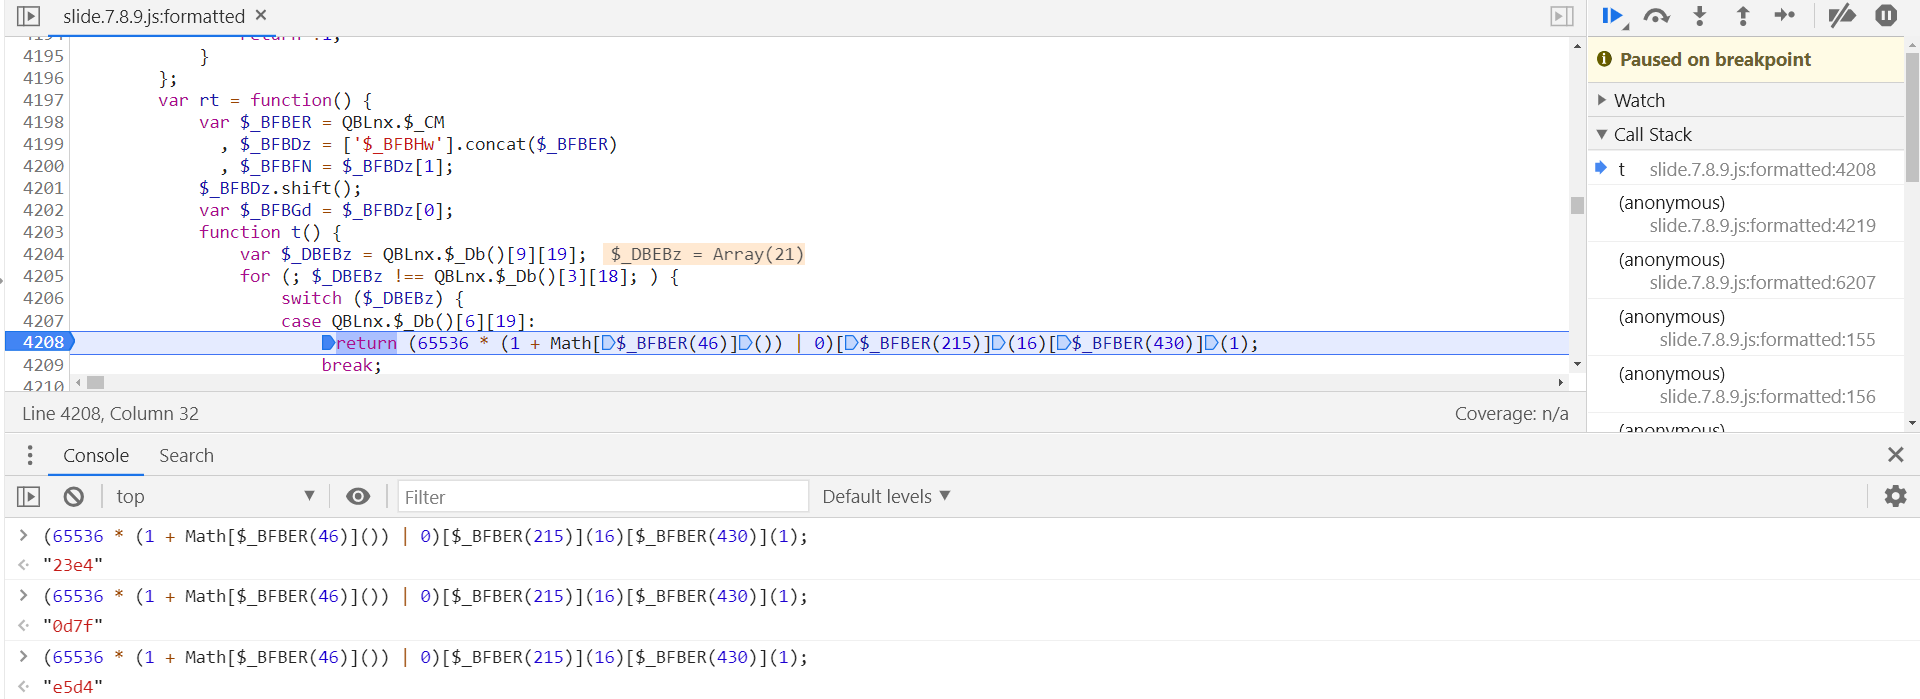 slide.7.8.9.js:formatted ×
4195 }
4196 };
4197 var rt = function() {
4198 var $_BFBER = QBLnx.$_CM
4199 , $_BFBDz = ['$_BFBHw'].concat($_BFBER)
4200 , $_BFBFN = $_BFBDz[1];
4201 $_BFBDz.shift();
4202 var $_BFBGd = $_BFBDz[0];
4203 function t() {
4204 var $_DBEBz = QBLnx.$_Db()[9][19]; $_DBEBz = Array(21)
4205 for (; $_DBEBz !== QBLnx.$_Db()[3][18]; ) {
4206 switch ($_DBEBz) {
4207 case QBLnx.$_Db()[6][19]:
4208 return (65536 * (1 + Math[$_BFBER(46)]()) | 0)[$_BFBER(215)](16)[$_BFBER(430)](1);
4209 break;
4210
Line 4208, Column 32
Coverage: n/a
Paused on breakpoint
Watch
Call Stack
t slide.7.8.9.js:formatted:4208
(anonymous)
slide.7.8.9.js:formatted:4219
(anonymous)
slide.7.8.9.js:formatted:6207
(anonymous)
slide.7.8.9.js:formatted:155
(anonymous)
slide.7.8.9.js:formatted:156
(anonymous)
Console Search
top Filter Default levels
> (65536 * (1 + Math[$_BFBER(46)]()) | 0)[$_BFBER(215)](16)[$_BFBER(430)](1);
"23e4"
> (65536 * (1 + Math[$_BFBER(46)]()) | 0)[$_BFBER(215)](16)[$_BFBER(430)](1);
"0d7f"
> (65536 * (1 + Math[$_BFBER(46)]()) | 0)[$_BFBER(215)](16)[$_BFBER(430)](1);
"e5d4"